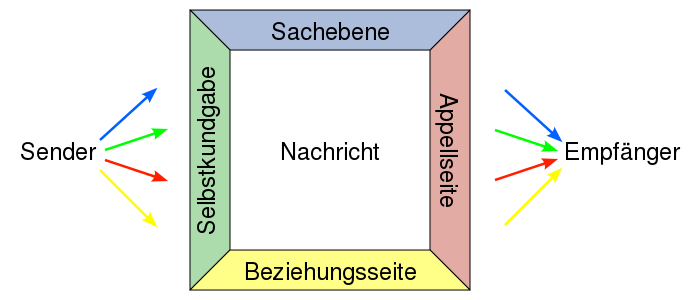 Sachebene
Sender
Selbstkundgabe
Nachricht
Appellseite
Empfänger
Beziehungsseite